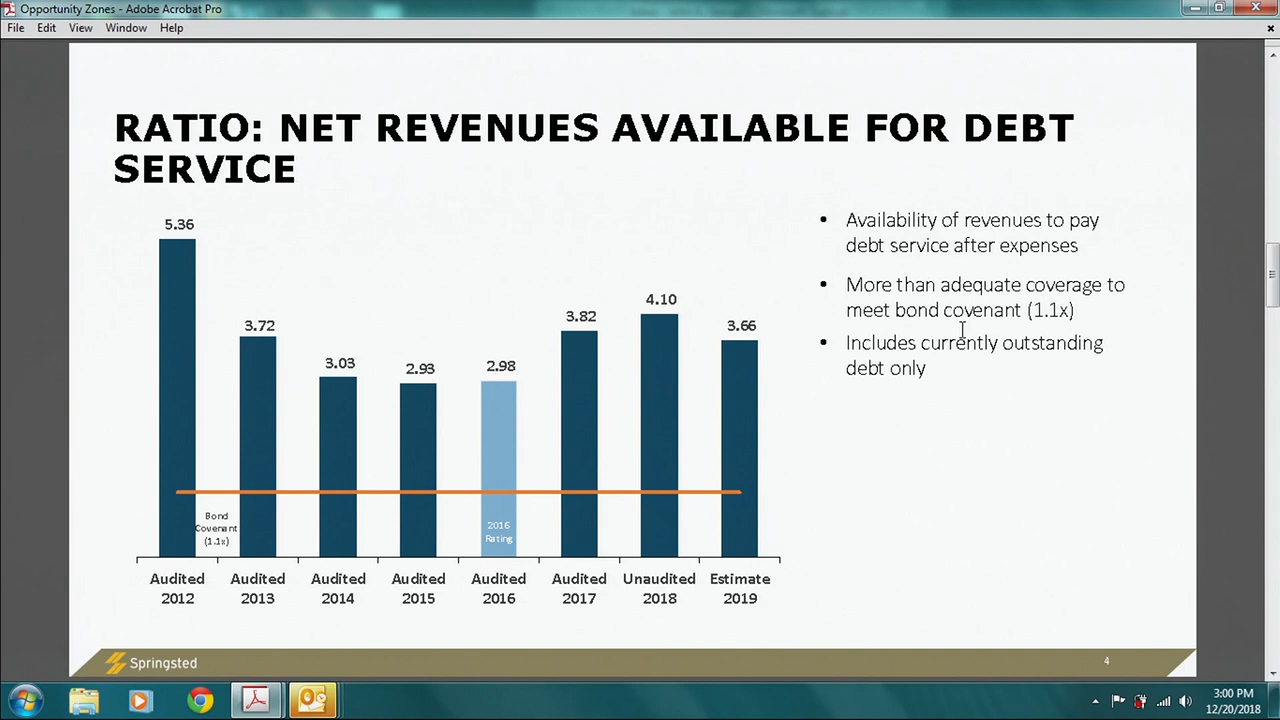 Opportunity Zones - Adobe Acrobat Pro
File Edit View Window Help
RATIO: NET REVENUES AVAILABLE FOR DEBT
SERVICE
5.36
3.72
3.03
2.93
2.98
3.82
4.10
3.66
Bond
Covenant
(1.1x)
2016
Rating
Audited
2012
Audited
2013
Audited
2014
Audited
2015
Audited
2016
Audited
2017
Unaudited
2018
Estimate
2019
• Availability of revenues to pay
debt service after expenses
• More than adequate coverage to
meet bond covenant (1.1x)
• Includes currently outstanding
debt only
Springsted
4
3:00 PM
12/20/2018